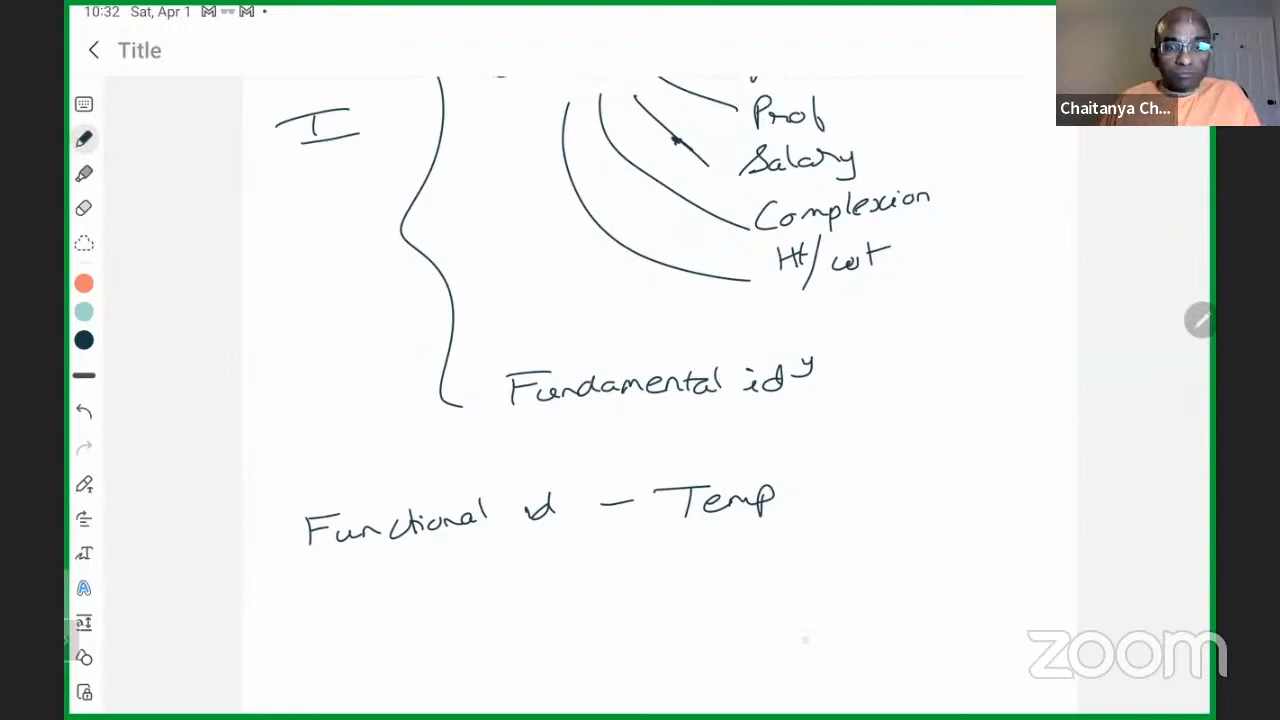 10:32 Sat, Apr 1
Title
Chaitanya Ch...
I
Prof
Salary
Complexion
Ht/wt
Fundamental idy
Functional id - Temp
zoom